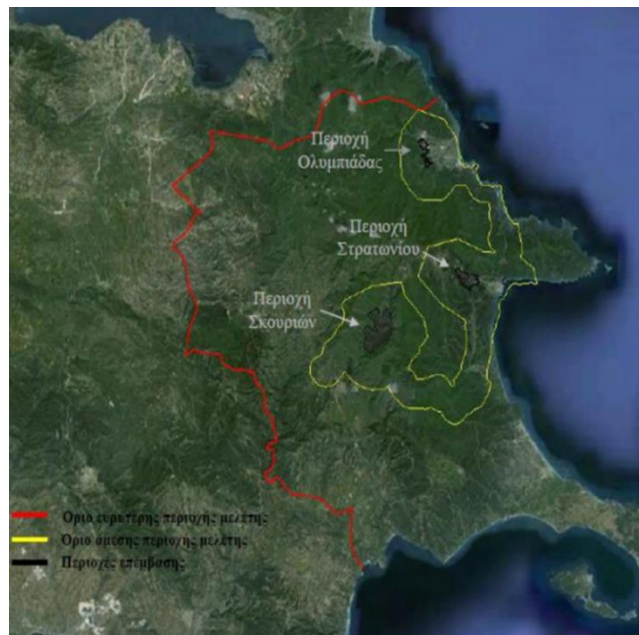 Περιοχή
Ολυμπιάδας
Περιοχή
Στρατωνίου
Περιοχή
Σκουριών
Όριο ευρύτερης περιοχής μελέτης
Όριο άμεσης περιοχής μελέτης
Περιοχές επέμβασης